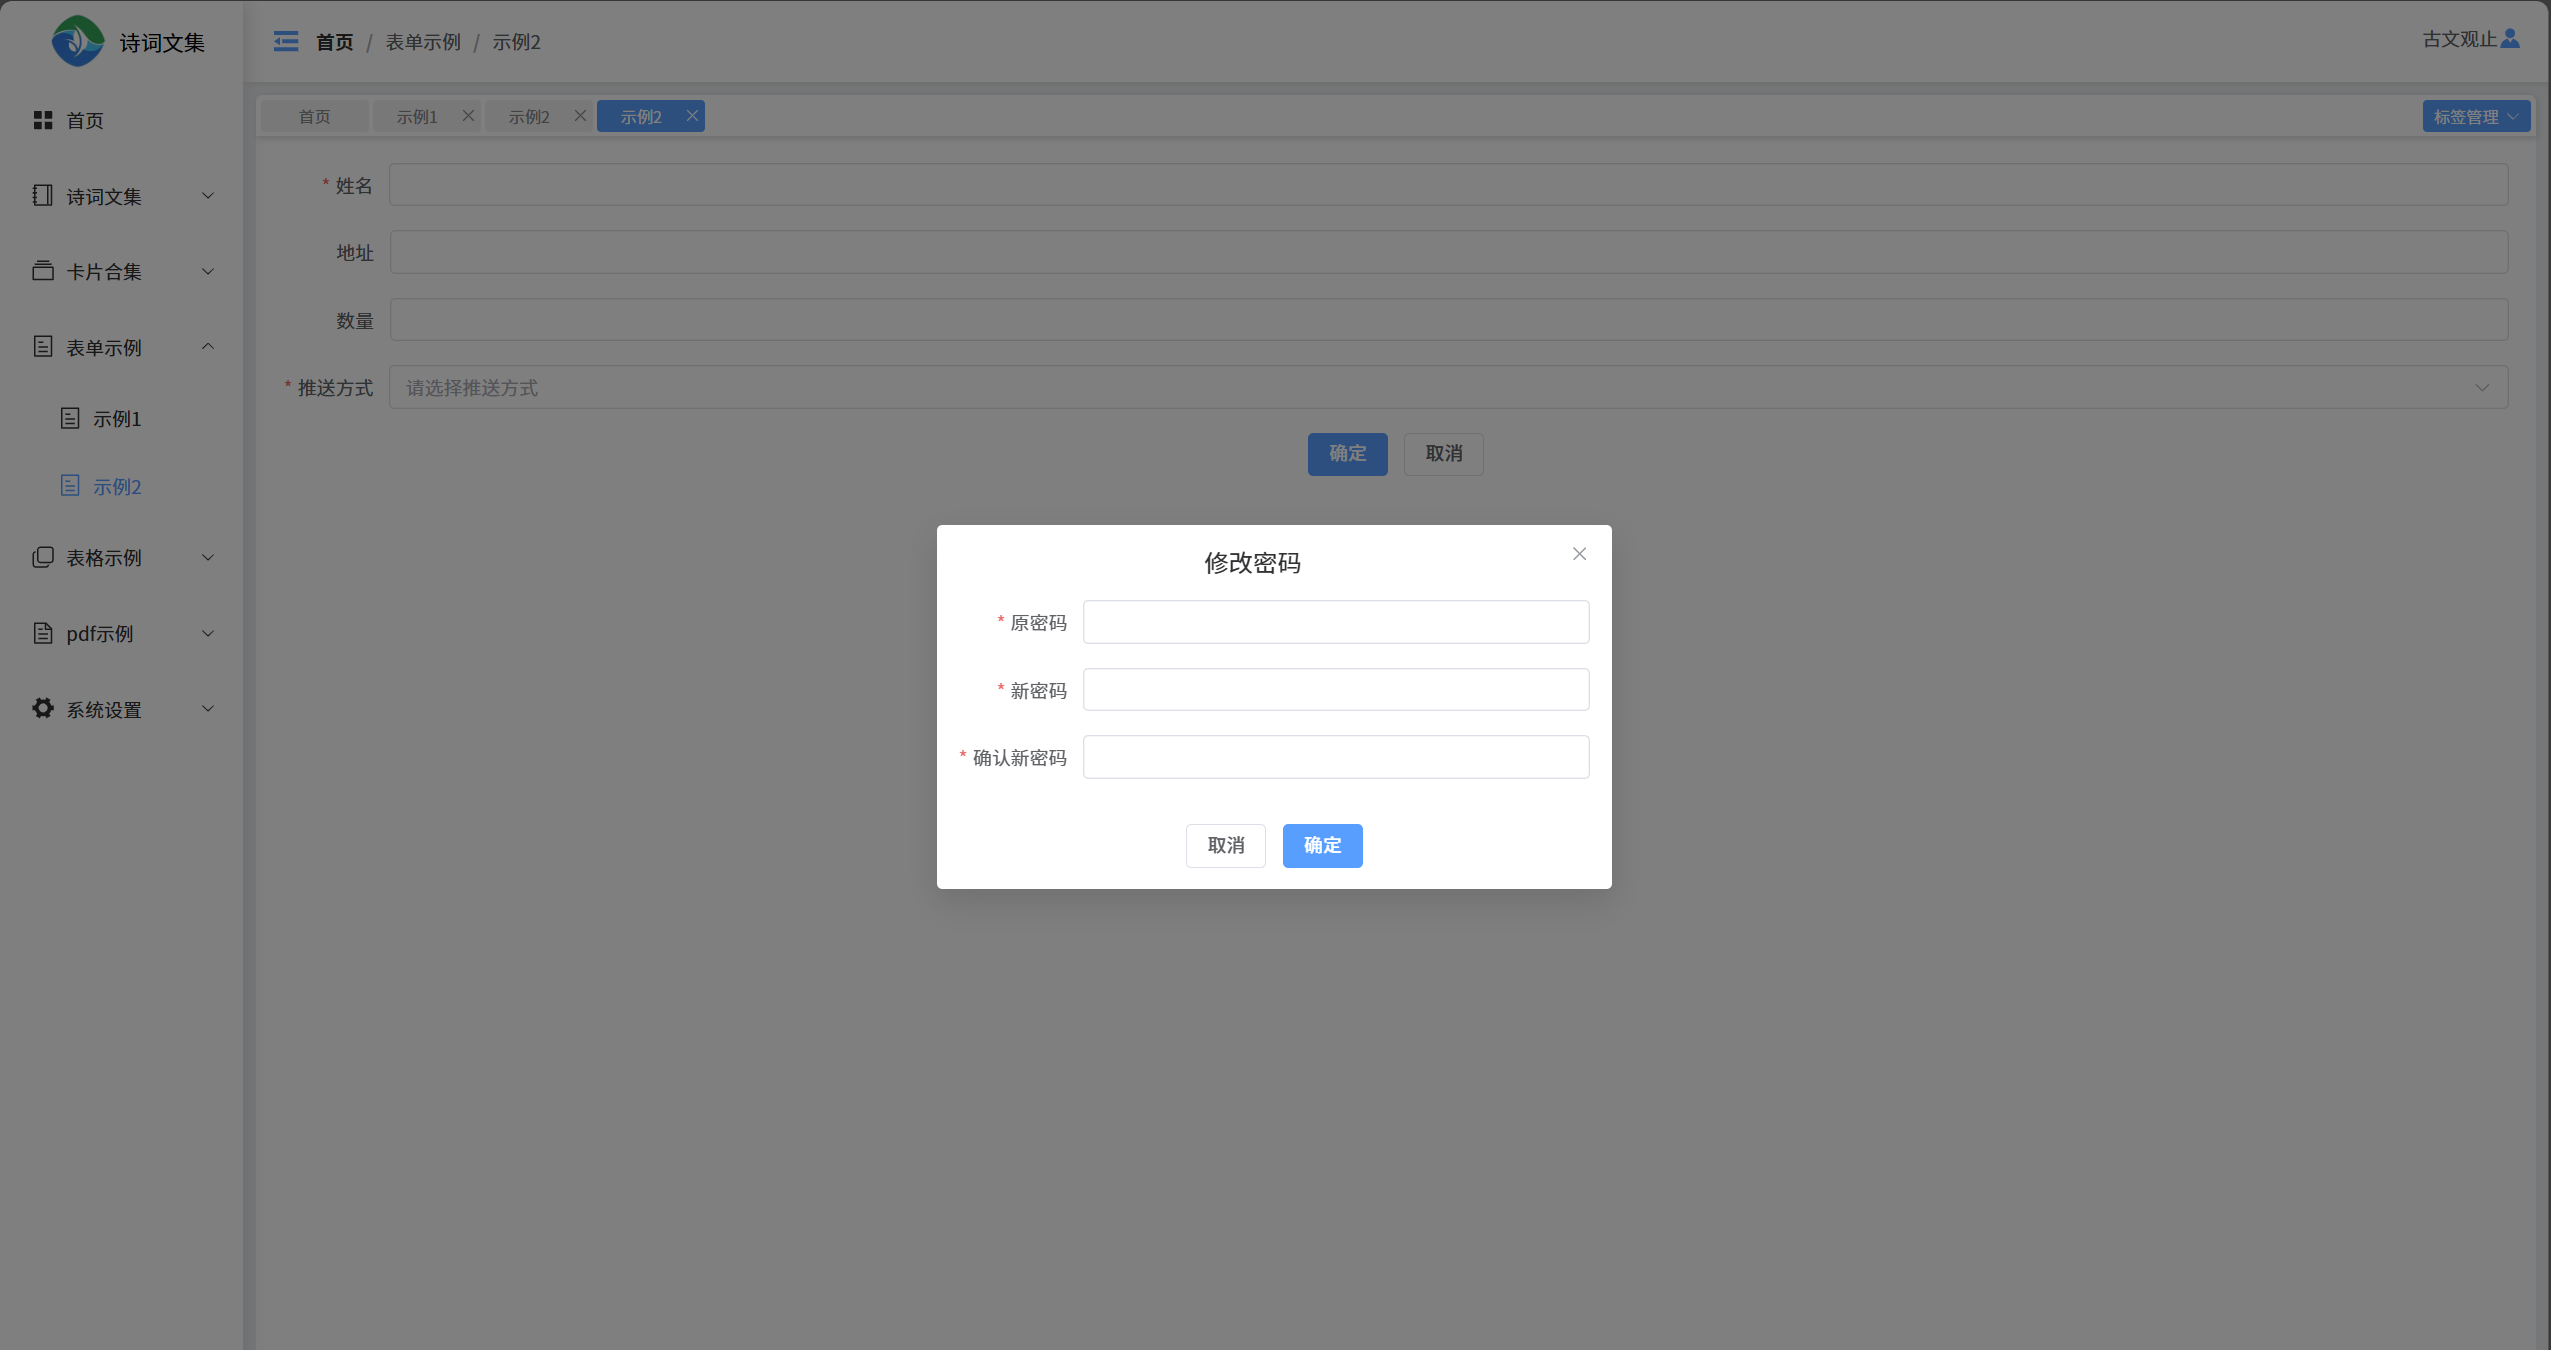 诗词文集
首页 / 表单示例 / 示例2
古文观止
首页
诗词文集
卡片合集
表单示例
示例1
示例2
表格示例
pdf示例
系统设置
首页 示例1 示例2 示例2 标签管理
* 姓名
地址
数量
* 推送方式 请选择推送方式
确定 取消
修改密码
* 原密码
* 新密码
* 确认新密码
取消 确定